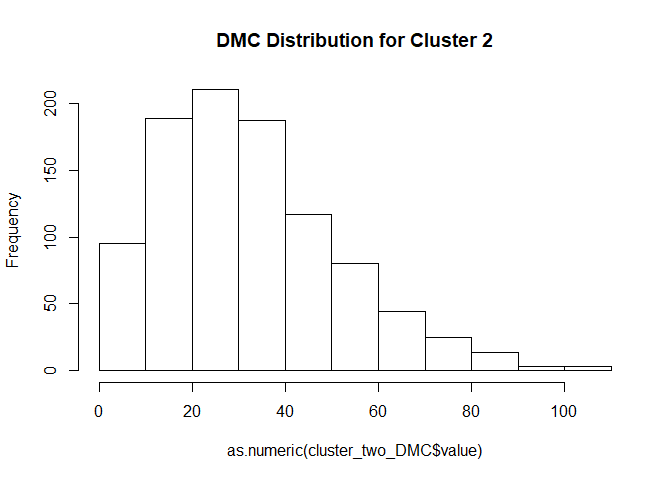 DMC Distribution for Cluster 2
Frequency
200
150
100
50
0
0 20 40 60 80 100
as.numeric(cluster_two_DMC$value)